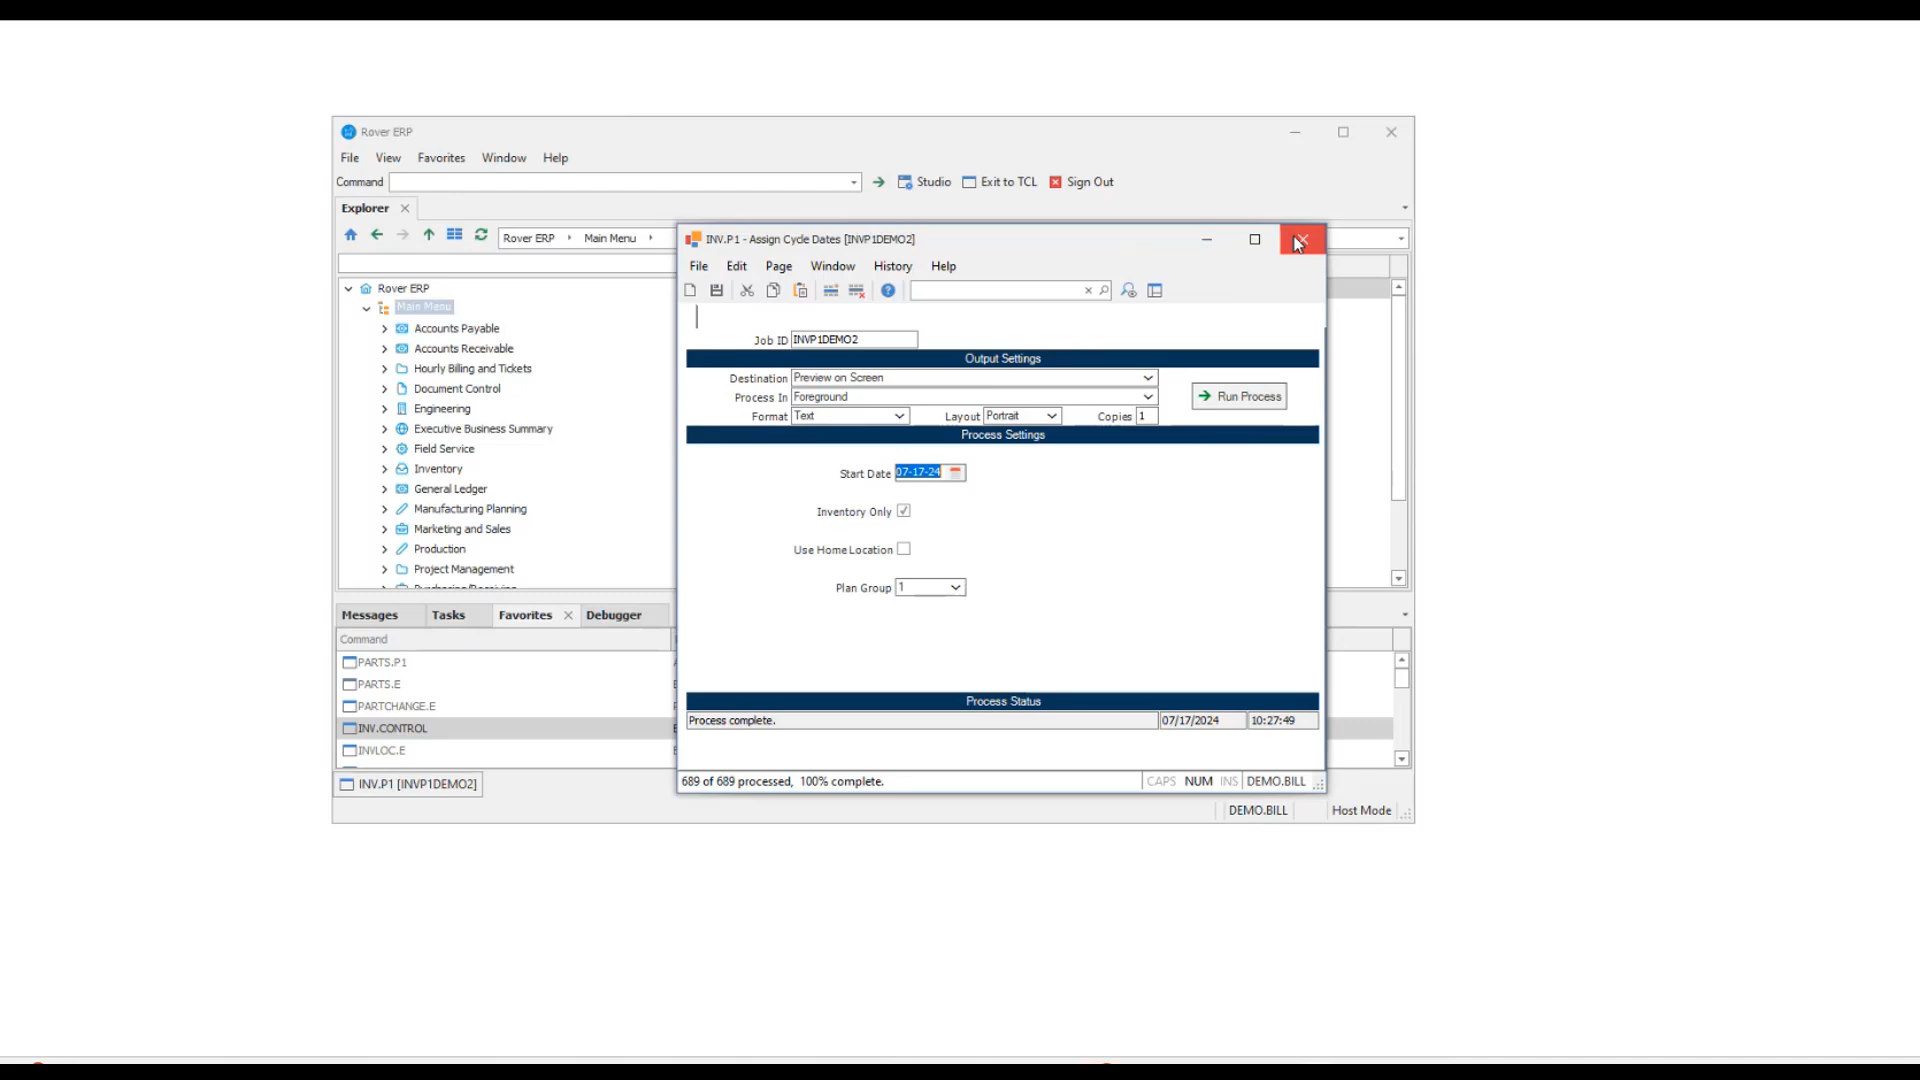 Rover ERP
File View Favorites Window Help
Command Studio Exit to TCL Sign Out
Explorer
Rover ERP Main Menu
Rover ERP
Main Menu
Accounts Payable
Accounts Receivable
Hourly Billing and Tickets
Document Control
Engineering
Executive Business Summary
Field Service
Inventory
General Ledger
Manufacturing Planning
Marketing and Sales
Production
Project Management
Purchasing/Receiving
Messages Tasks Favorites Debugger
Command
PARTS.P1
PARTS.E
PARTCHANGE.E
INV.CONTROL
INVLOC.E
INV.P1 [INVP1DEMO2]
DEMO.BILL Host Mode
INV.P1 - Assign Cycle Dates [INVP1DEMO2]
File Edit Page Window History Help
Job ID INVP1DEMO2
Output Settings
Destination Preview on Screen
Process In Foreground
Run Process
Format Text Layout Portrait Copies 1
Process Settings
Start Date 07-17-24
Inventory Only
Use Home Location
Plan Group 1
Process Status
Process complete. 07/17/2024 10:27:49
689 of 689 processed, 100% complete. CAPS NUM INS DEMO.BILL